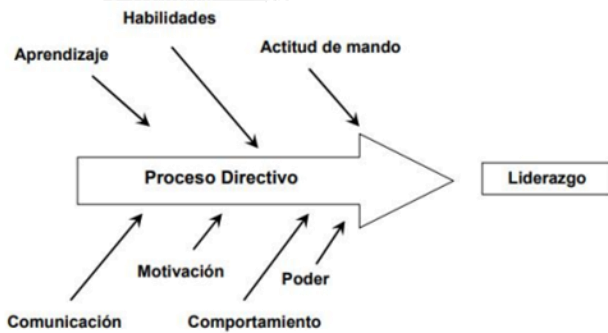 Habilidades
Aprendizaje
Actitud de mando
Proceso Directivo
Liderazgo
Motivación
Poder
Comunicación
Comportamiento